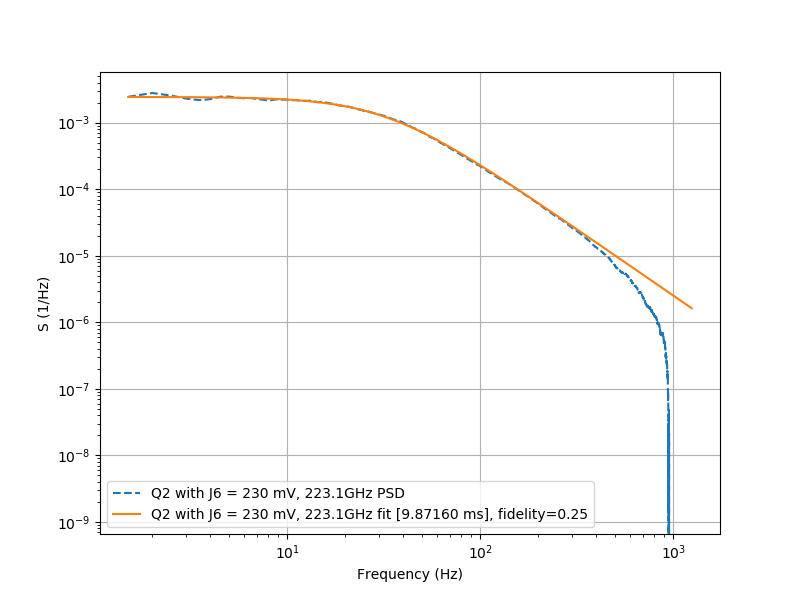 S (1/Hz)
10⁻³
10⁻⁴
10⁻⁵
10⁻⁶
10⁻⁷
10⁻⁸
10⁻⁹
Q2 with J6 = 230 mV, 223.1GHz PSD
Q2 with J6 = 230 mV, 223.1GHz fit [9.87160 ms], fidelity=0.25
10¹ 10² 10³
Frequency (Hz)